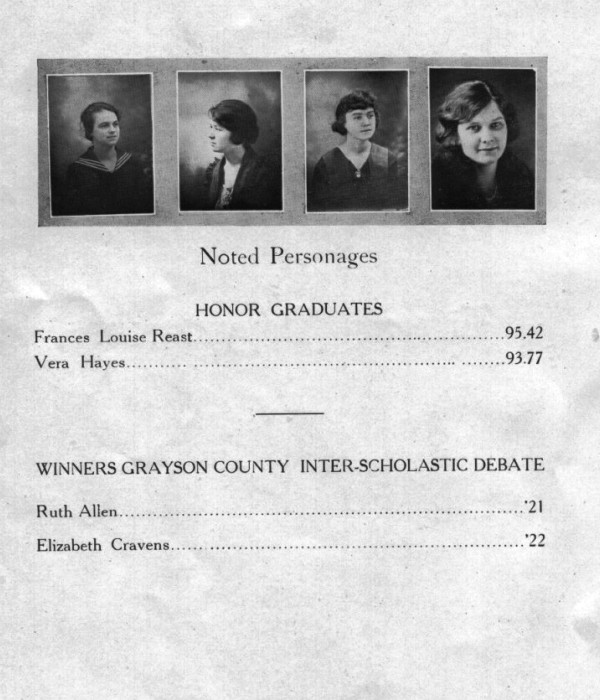 Noted Personages
HONOR GRADUATES
Frances Louise Reast..................................................................95.42
Vera Hayes........... ................................................ ........93.77
WINNERS GRAYSON COUNTY INTER-SCHOLASTIC DEBATE
Ruth Allen..............................................................................'21
Elizabeth Cravens....................................................................'22